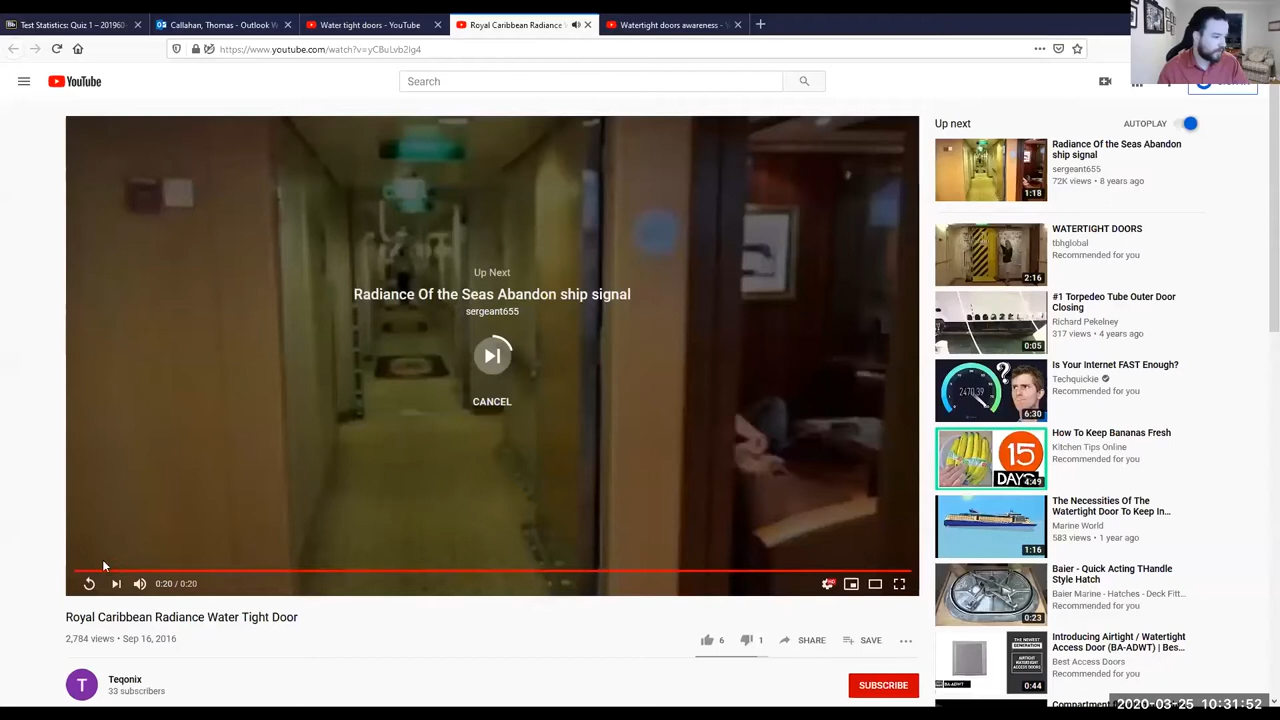 Test Statistics: Quiz 1 – 201960
Callahan, Thomas - Outlook
Water tight doors - YouTube
Royal Caribbean Radiance
Watertight doors awareness -
https://www.youtube.com/watch?v=yCBuLvb2Ig4
YouTube
Search
Up Next
Radiance Of the Seas Abandon ship signal
sergeant655
CANCEL
0:20 / 0:20
HD
Royal Caribbean Radiance Water Tight Door
2,784 views • Sep 16, 2016
6
1
SHARE
SAVE
T
Teqonix
33 subscribers
SUBSCRIBE
Up next
AUTOPLAY
Radiance Of the Seas Abandon
ship signal
sergeant655
72K views • 8 years ago
1:18
WATERTIGHT DOORS
tbhglobal
Recommended for you
2:16
#1 Torpedeo Tube Outer Door
Closing
Richard Pekelney
317 views • 4 years ago
0:05
Is Your Internet FAST Enough?
Techquickie
Recommended for you
2470.39
?
6:30
How To Keep Bananas Fresh
Kitchen Tips Online
Recommended for you
15
DAYS
4:49
The Necessities Of The
Watertight Door To Keep In...
Marine World
583 views • 1 year ago
1:16
Baier - Quick Acting THandle
Style Hatch
Baier Marine - Hatches - Deck Fitt...
Recommended for you
0:23
Introducing Airtight / Watertight
Access Door (BA-ADWT) | Bes...
Best Access Doors
Recommended for you
BA-ADWT
0:44
2020-03-25 10:31:52